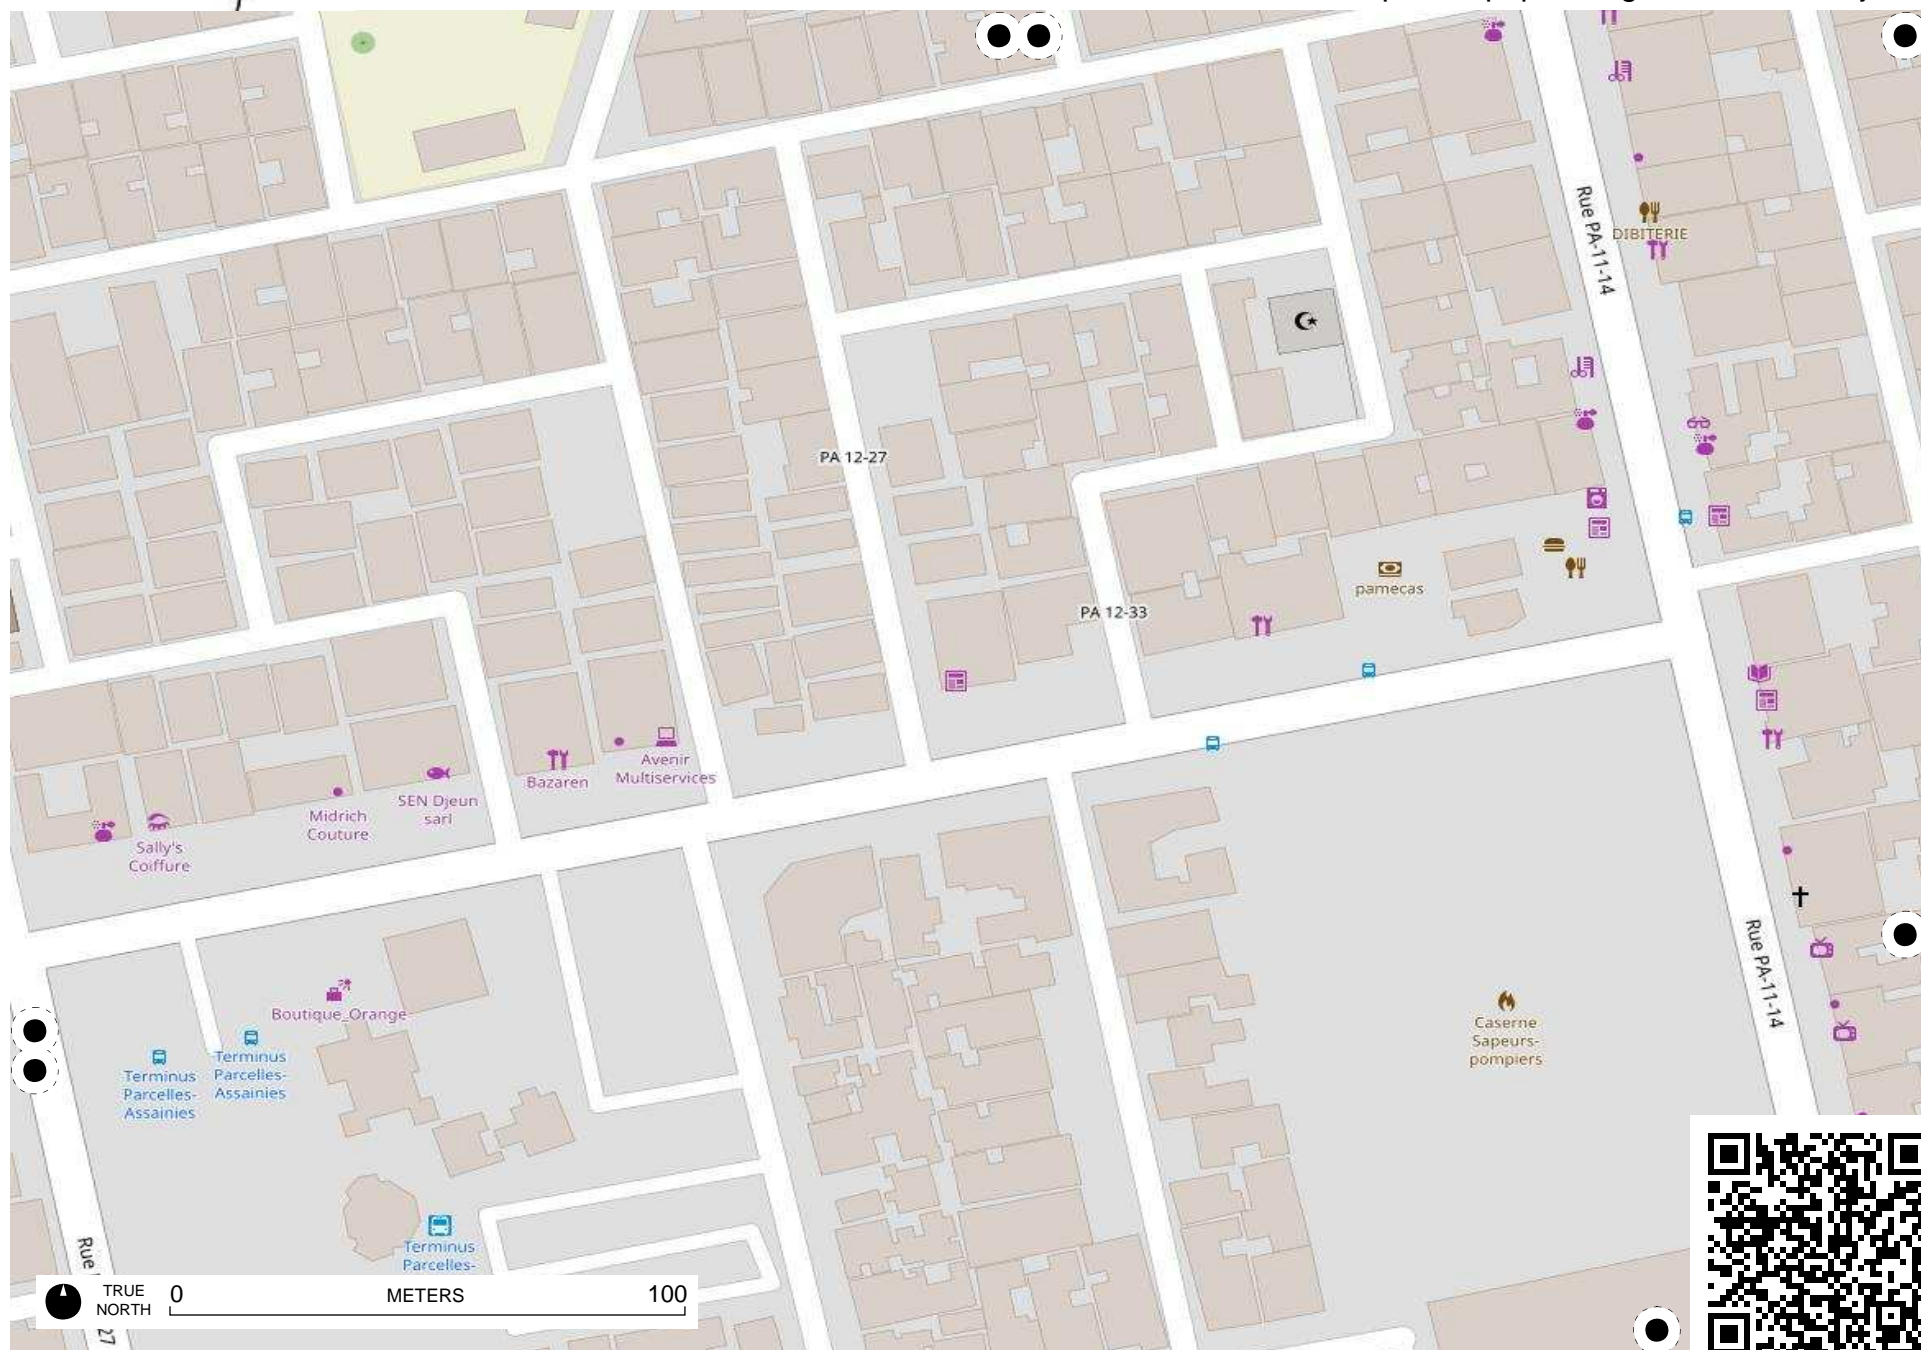 Rue PA-11-14
DIBITERIE
PA 12-27
pamecas
PA 12-33
Bazaren
Avenir
Multiservices
SEN Djeun
sarl
Midrich
Couture
Sally's
Coiffure
Boutique_Orange
Terminus
Parcelles-
Assainies
Terminus
Parcelles-
Assainies
Caserne
Sapeurs-
pompiers
Rue PA-11-14
Terminus
Parcelles-
Rue
27
TRUE
NORTH
0 METERS 100